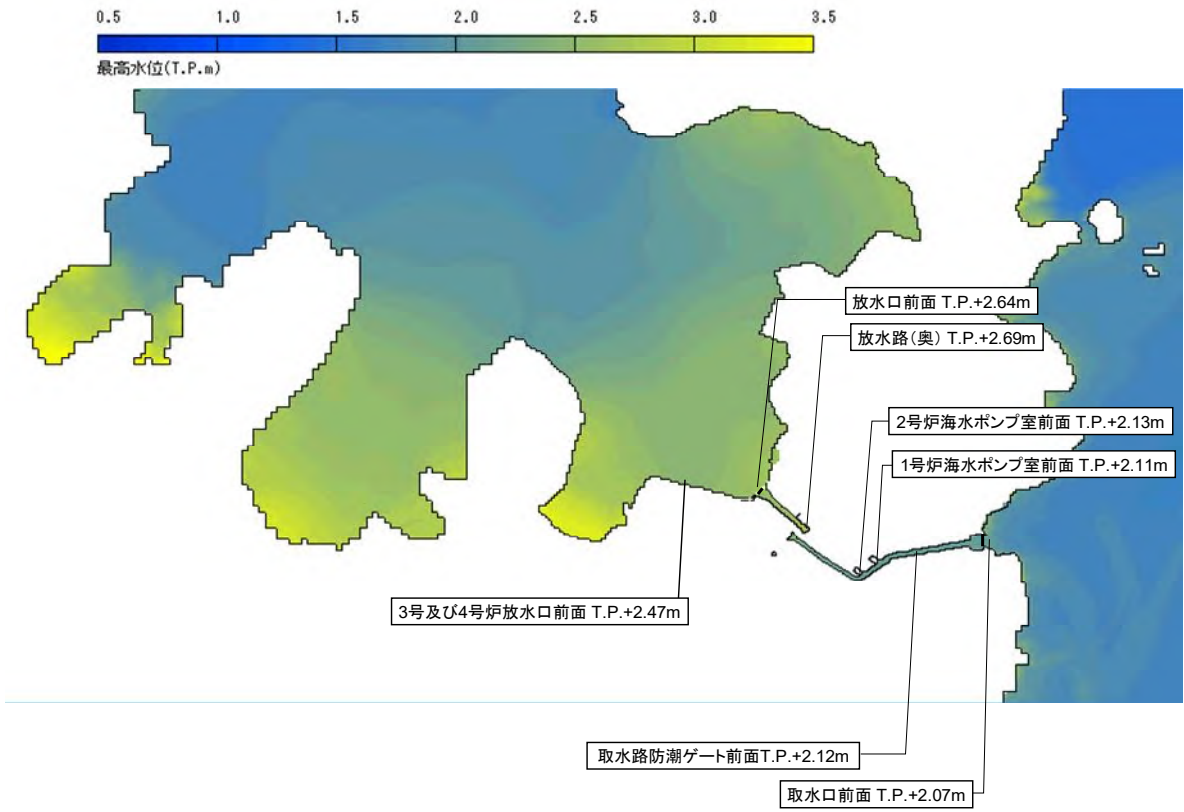 0.5 1.0 1.5 2.0 2.5 3.0 3.5
最高水位(T.P.m)
放水口前面 T.P.+2.64m
放水路(奥) T.P.+2.69m
2号炉海水ポンプ室前面 T.P.+2.13m
1号炉海水ポンプ室前面 T.P.+2.11m
3号及び4号炉放水口前面 T.P.+2.47m
取水路防潮ゲート前面T.P.+2.12m
取水口前面 T.P.+2.07m